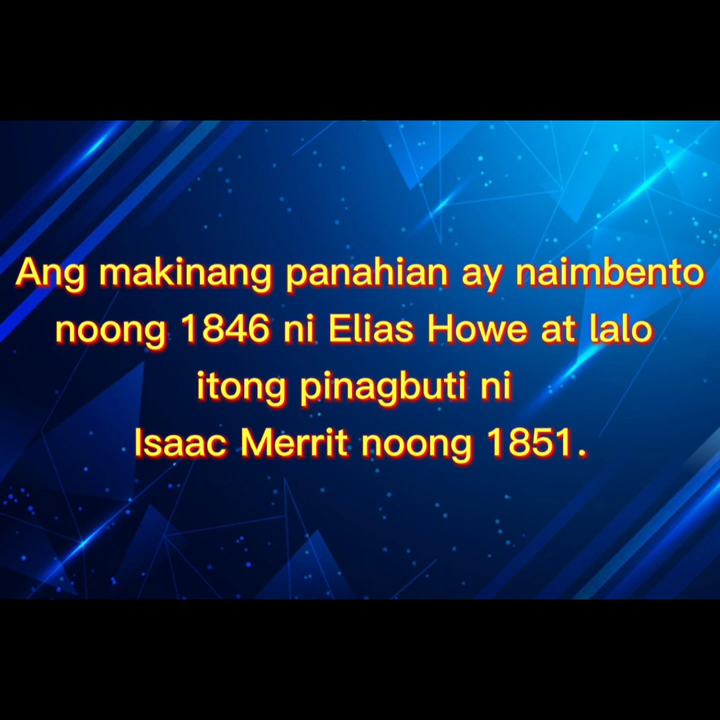 Ang makinang panahian ay naimbento
noong 1846 ni Elias Howe at lalo
itong pinagbuti ni
Isaac Merrit noong 1851.